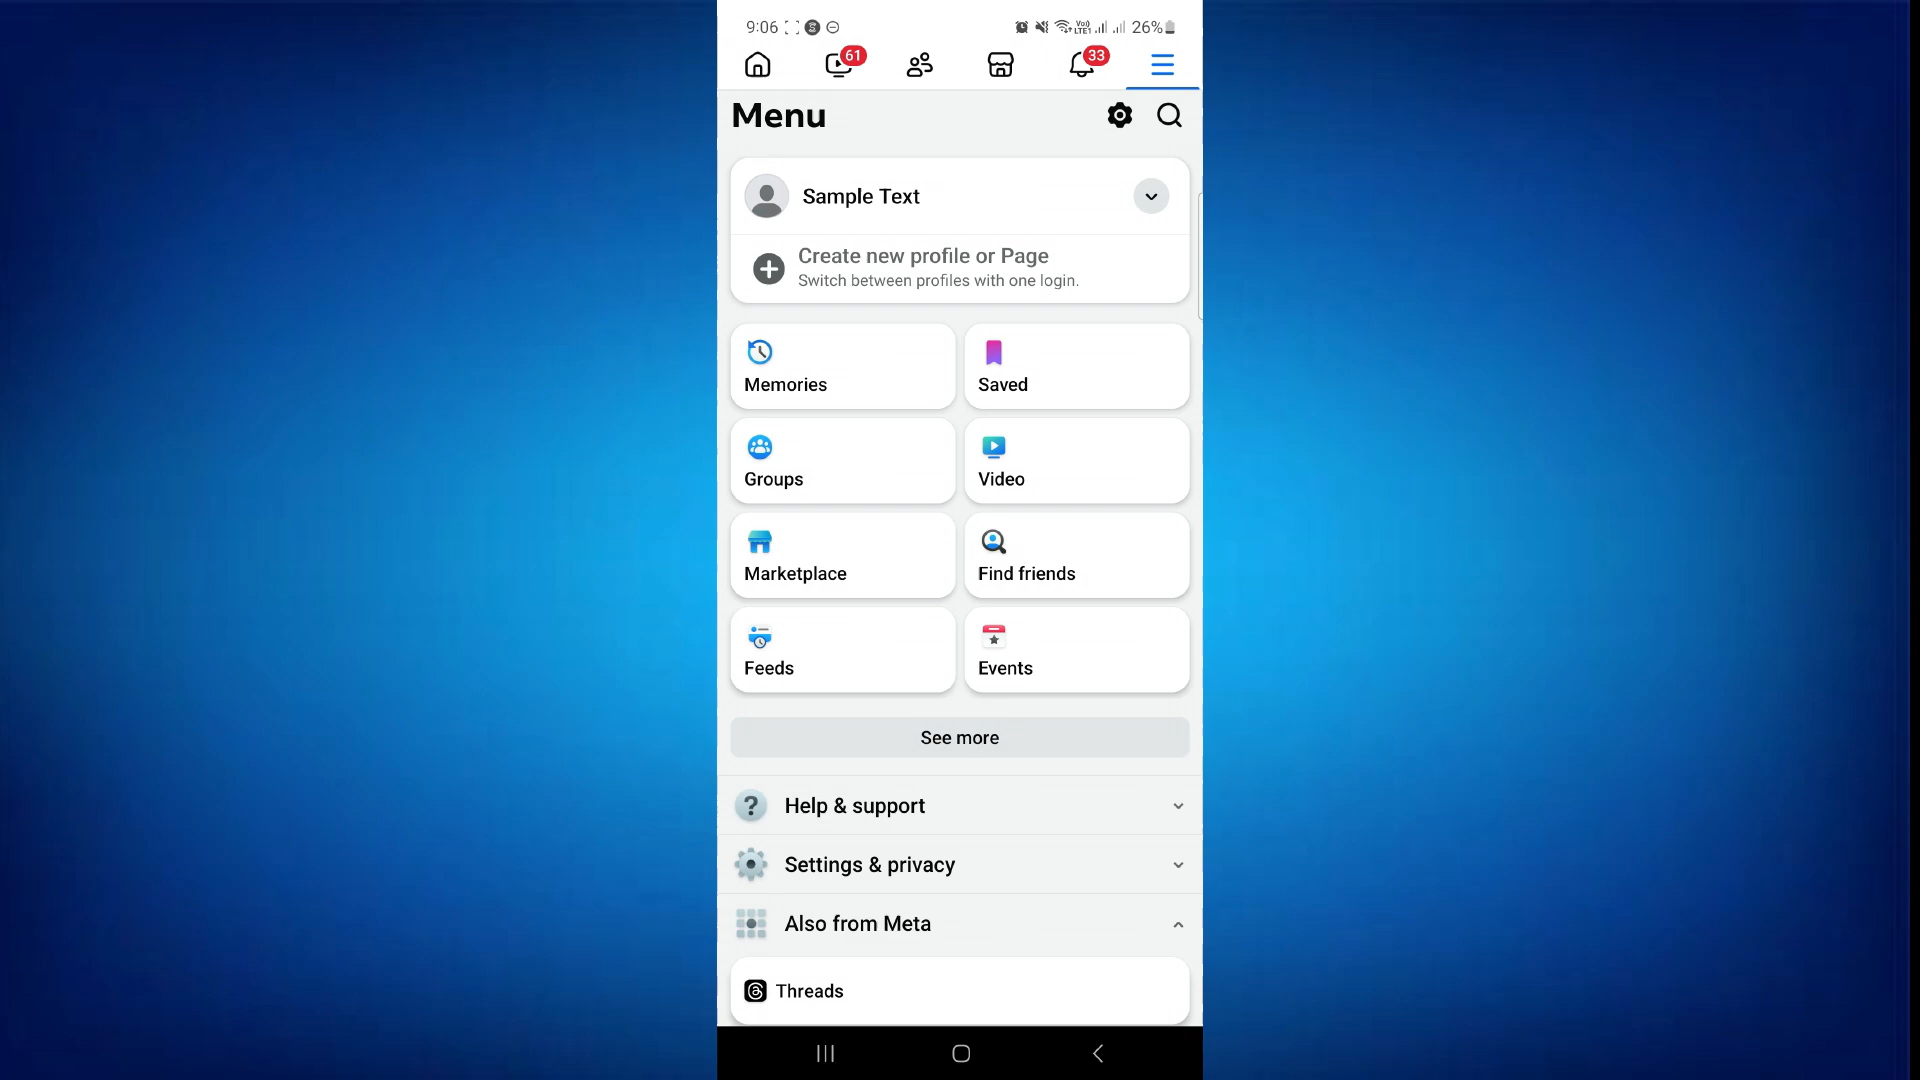 9:06 26%
61
33
Menu
Sample Text
Create new profile or Page
Switch between profiles with one login.
Memories
Saved
Groups
Video
Marketplace
Find friends
Feeds
Events
See more
Help & support
Settings & privacy
Also from Meta
Threads